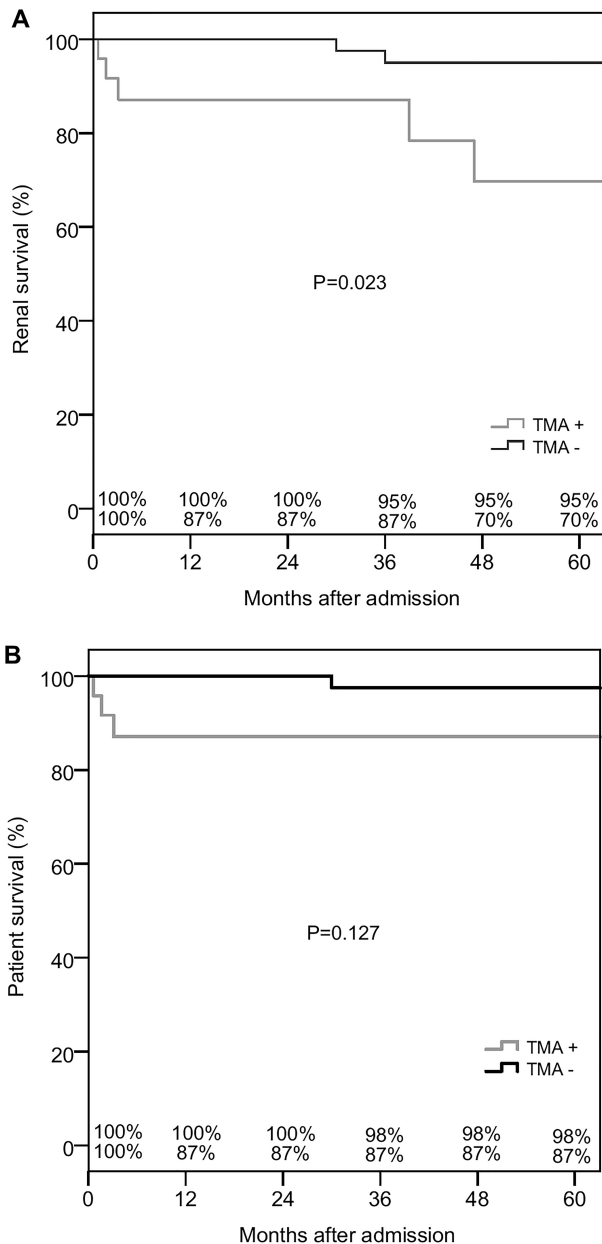 A
100
80
60
40
20
0
Renal survival (%)
P=0.023
TMA +
TMA -
100% 100% 100% 95% 95% 95%
100% 87% 87% 87% 70% 70%
0 12 24 36 48 60
Months after admission
B
100
80
60
40
20
0
Patient survival (%)
P=0.127
TMA +
TMA -
100% 100% 100% 98% 98% 98%
100% 87% 87% 87% 87% 87%
0 12 24 36 48 60
Months after admission